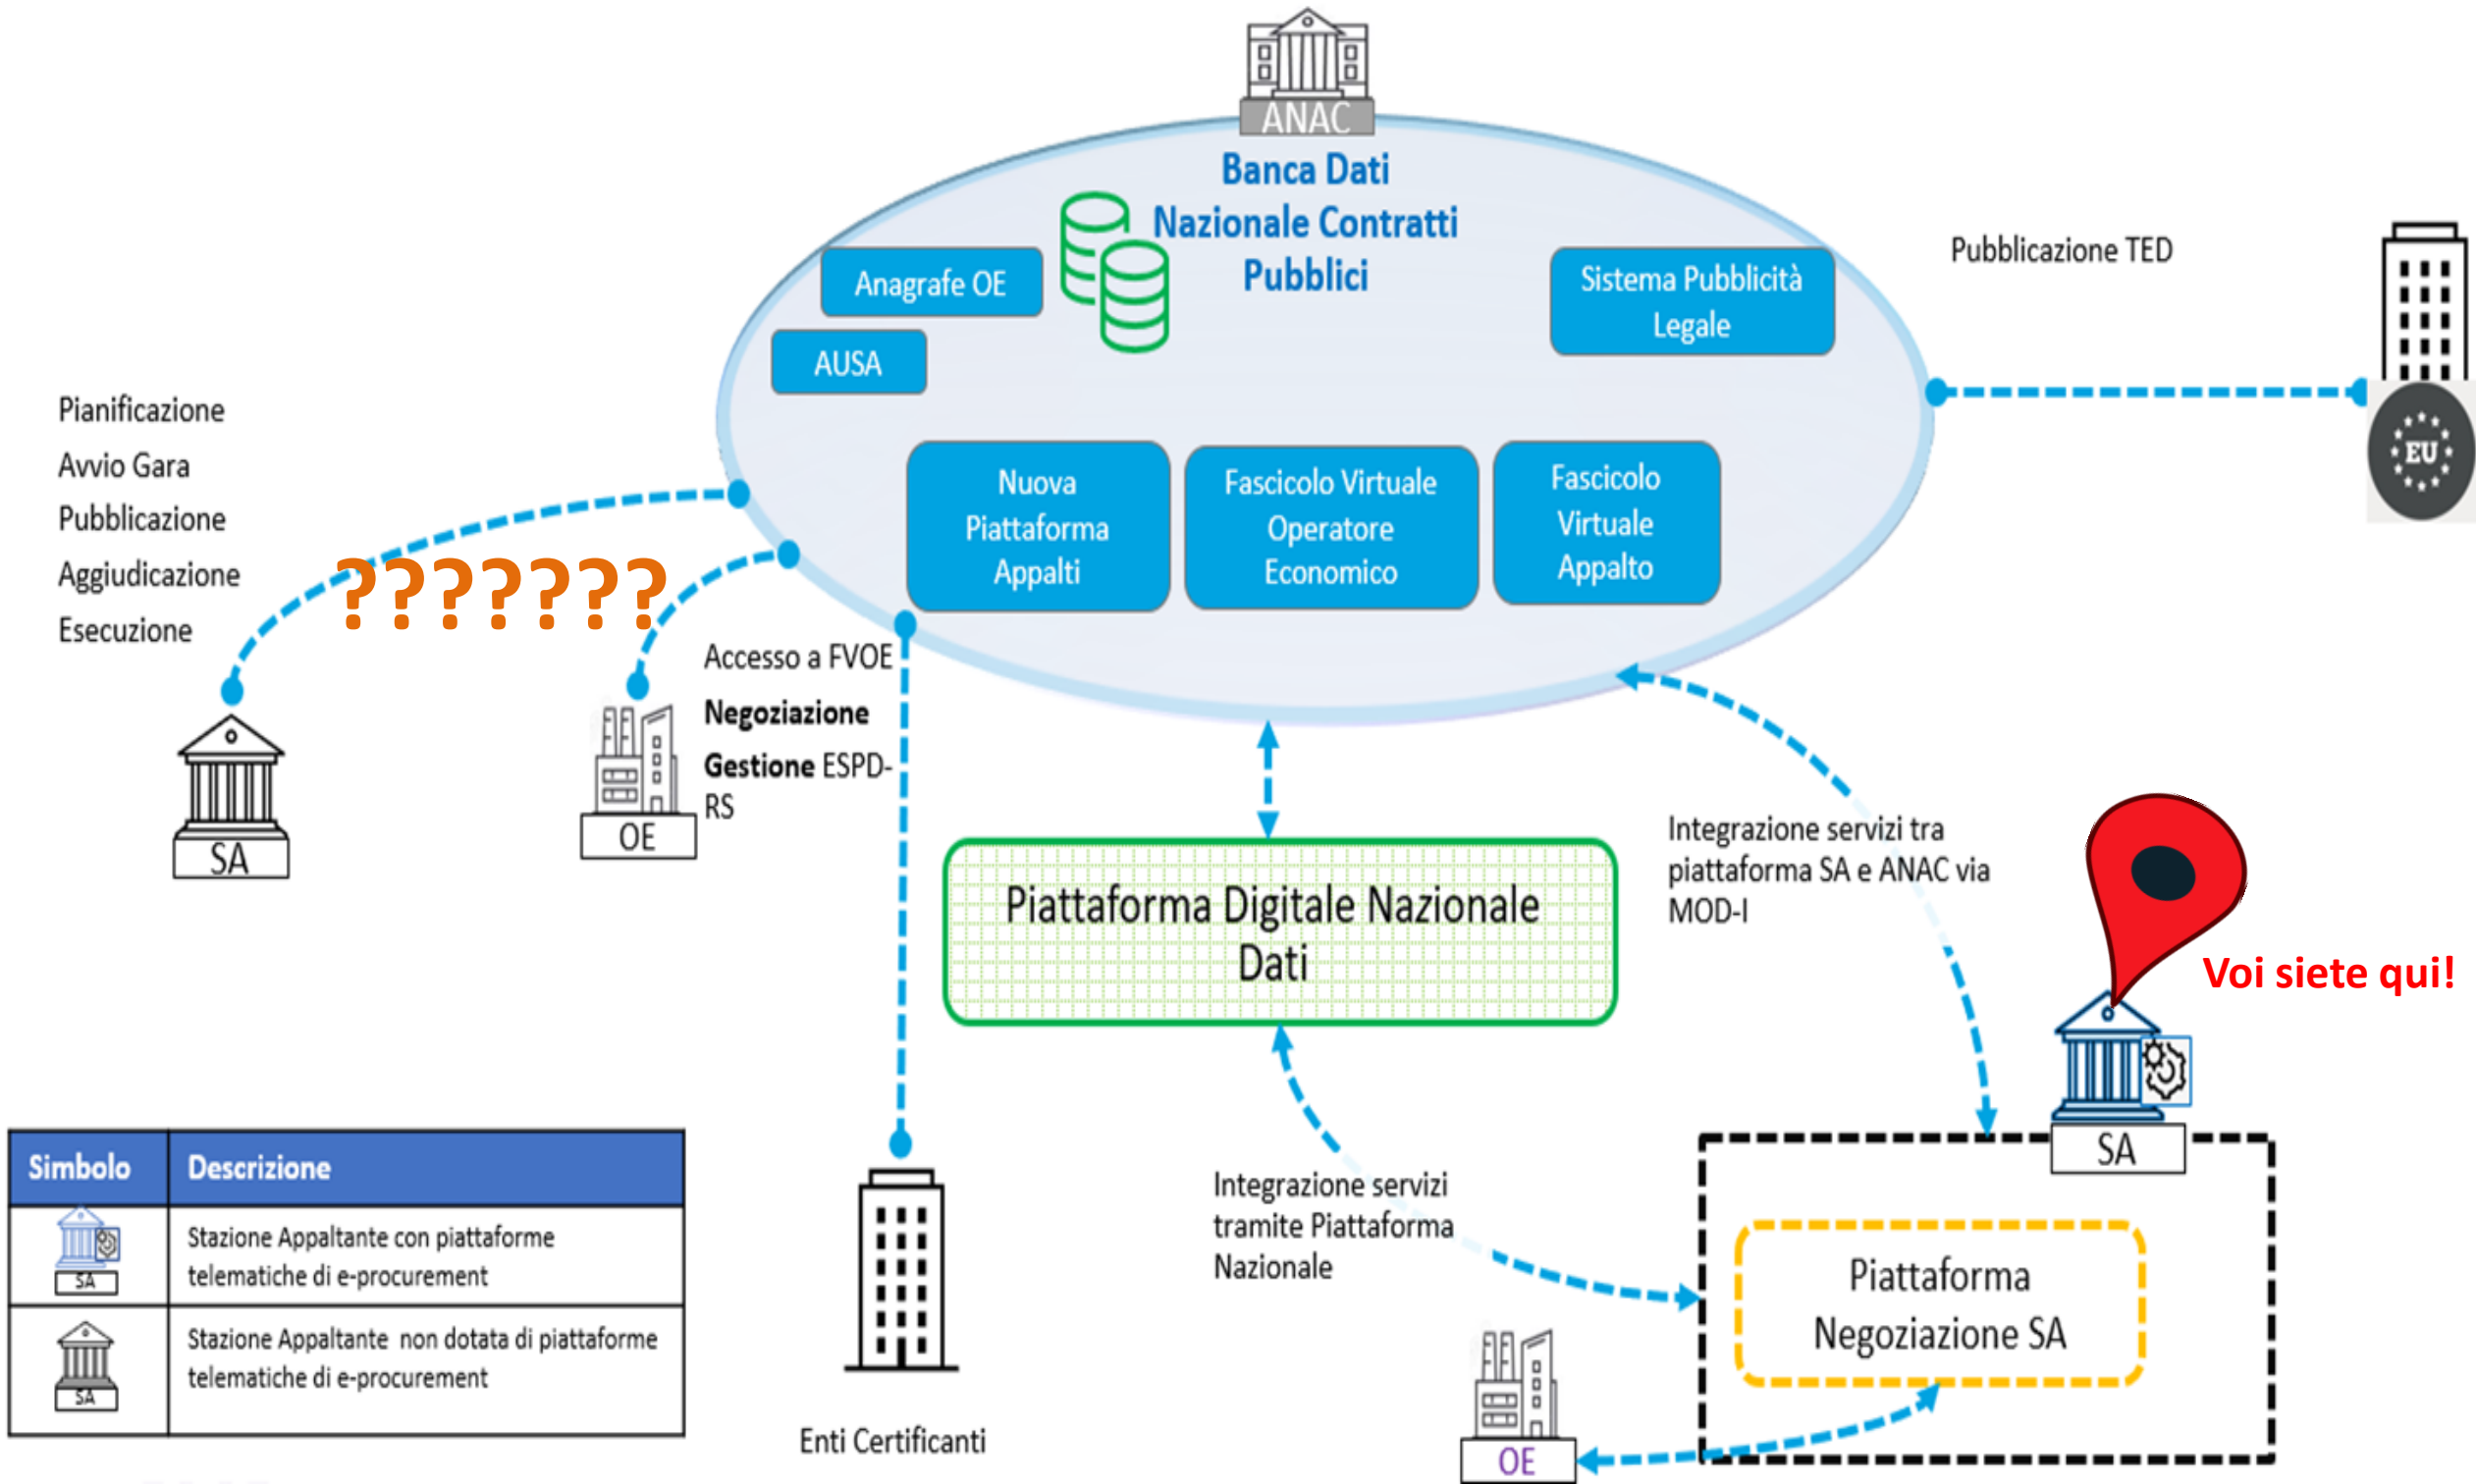 ANAC
Banca Dati
Nazionale Contratti
Pubblici
Anagrafe OE
AUSA
Sistema Pubblicità
Legale
Pubblicazione TED
EU
Nuova
Piattaforma
Appalti
Fascicolo Virtuale
Operatore
Economico
Fascicolo
Virtuale
Appalto
Pianificazione
Avvio Gara
Pubblicazione
Aggiudicazione
Esecuzione
???????
SA
OE
Accesso a FVOE
Negoziazione
Gestione ESPD-
RS
Piattaforma Digitale Nazionale
Dati
Integrazione servizi tra
piattaforma SA e ANAC via
MOD-I
Voi siete qui!
SA
Piattaforma
Negoziazione SA
Integrazione servizi
tramite Piattaforma
Nazionale
OE
Enti Certificanti
Simbolo Descrizione
SA
Stazione Appaltante con piattaforme
telematiche di e-procurement
SA
Stazione Appaltante non dotata di piattaforme
telematiche di e-procurement